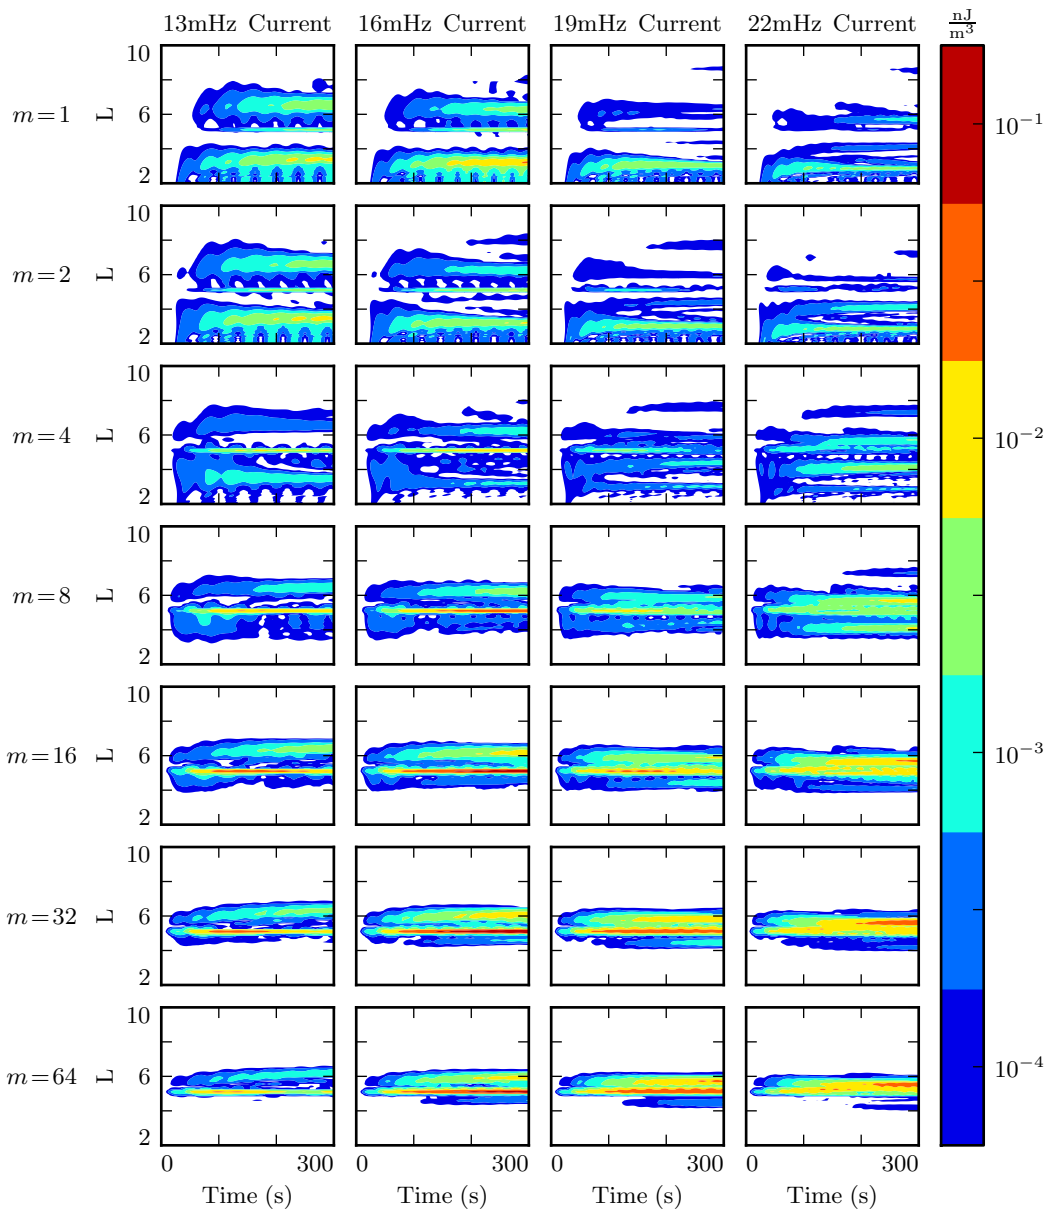 13mHz Current 16mHz Current 19mHz Current 22mHz Current nJ/m³
10 6 2 L m=1
10 6 2 L m=2
10 6 2 L m=4
10 6 2 L m=8
10 6 2 L m=16
10 6 2 L m=32
10 6 2 L m=64
10⁻¹
10⁻²
10⁻³
10⁻⁴
0 300 0 300 0 300 0 300
Time (s) Time (s) Time (s) Time (s)